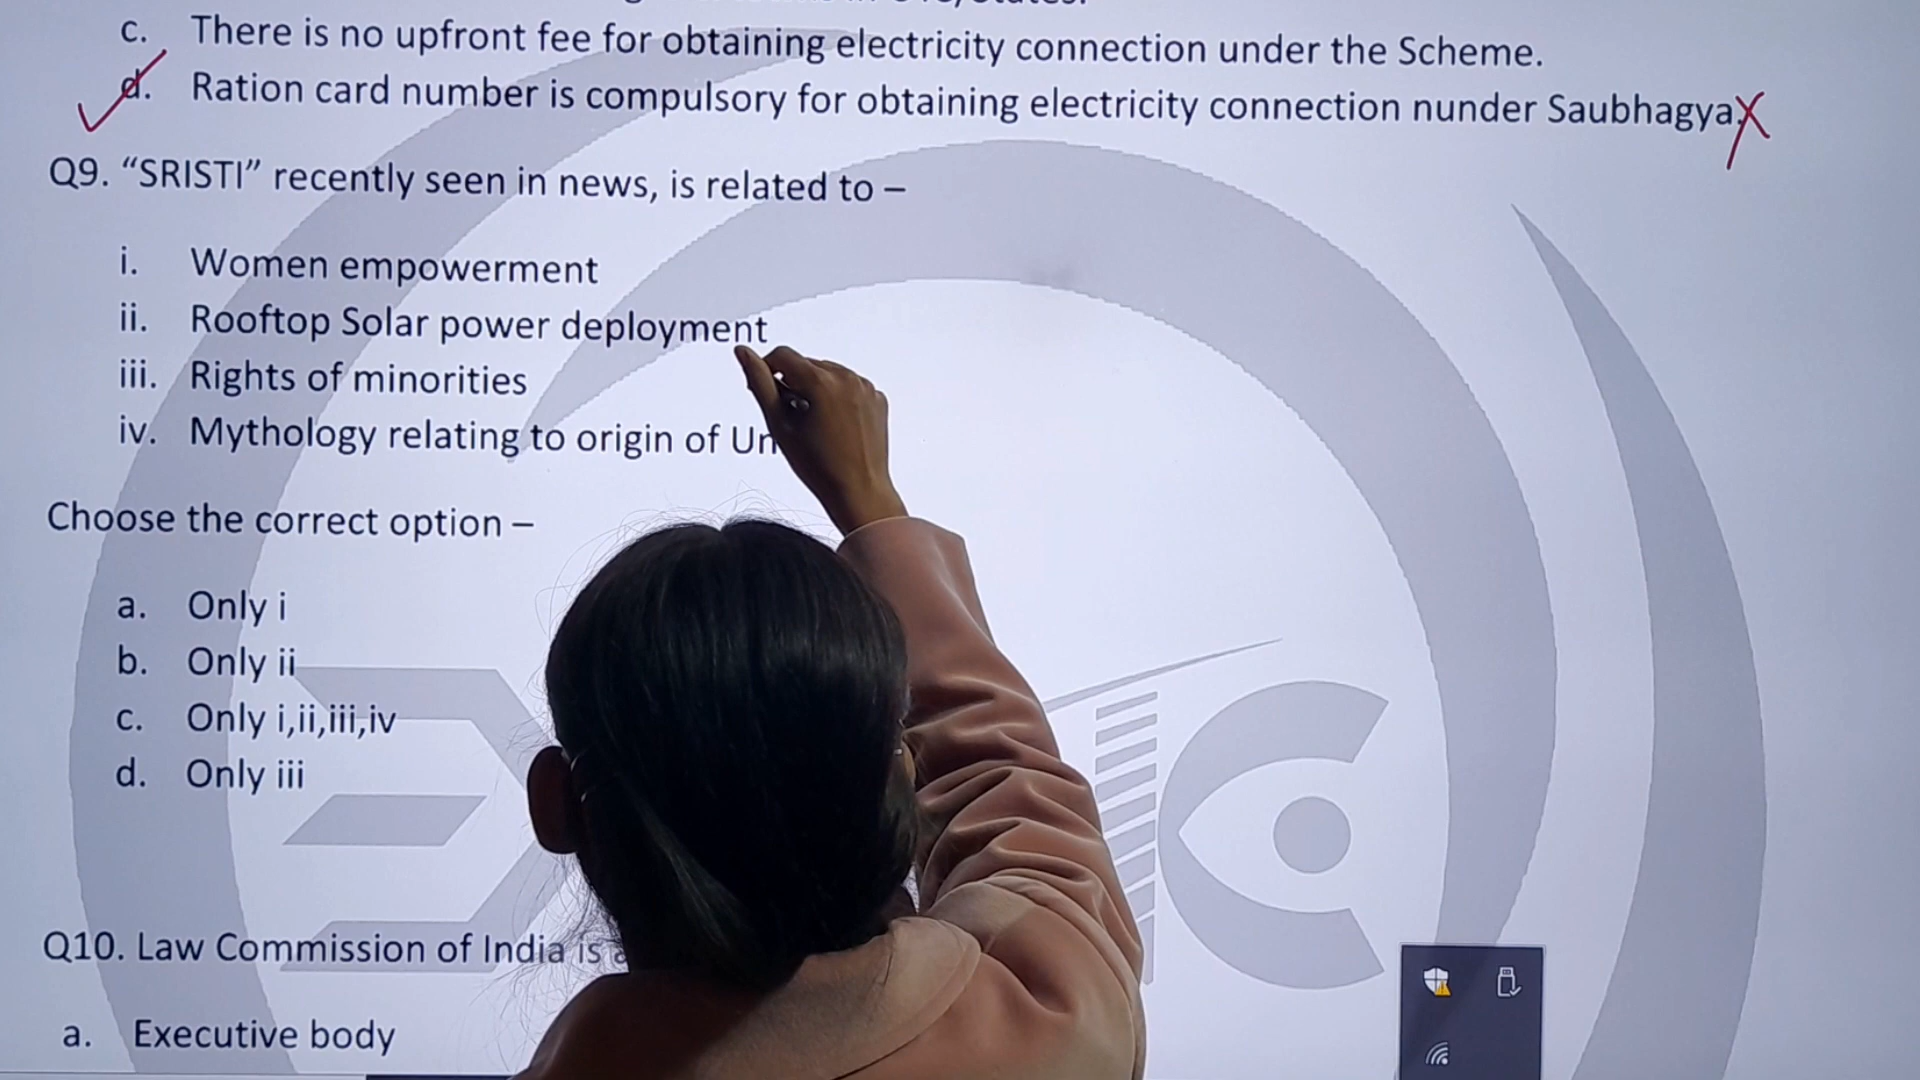 c. There is no upfront fee for obtaining electricity connection under the Scheme.
d. Ration card number is compulsory for obtaining electricity connection nunder Saubhagya.
Q9. “SRISTI” recently seen in news, is related to –
i. Women empowerment
ii. Rooftop Solar power deployment
iii. Rights of minorities
iv. Mythology relating to origin of
Choose the correct option –
a. Only i
b. Only ii
c. Only i,ii,iii,iv
d. Only iii
Q10. Law Commission of India is
a. Executive body